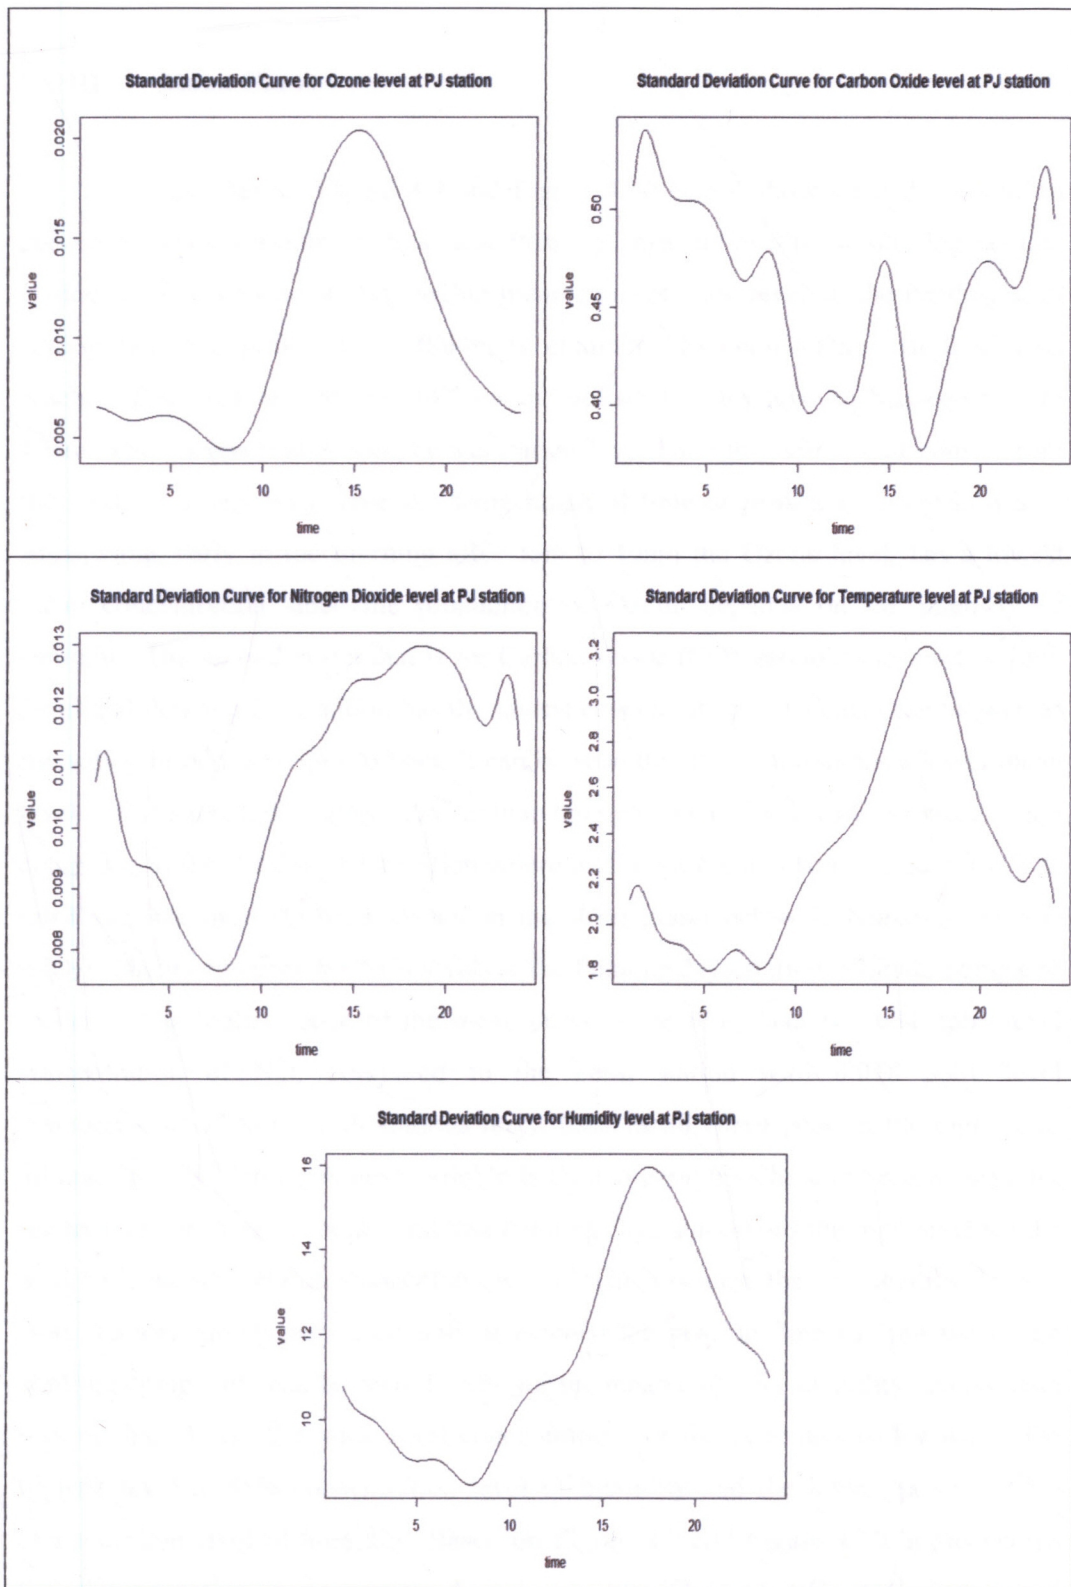 Standard Deviation Curve for Ozone level at PJ station
value
0.020
0.015
0.010
0.005
5 10 15 20
time
Standard Deviation Curve for Carbon Oxide level at PJ station
value
0.50
0.45
0.40
5 10 15 20
time
Standard Deviation Curve for Nitrogen Dioxide level at PJ station
value
0.013
0.012
0.011
0.010
0.009
0.008
5 10 15 20
time
Standard Deviation Curve for Temperature level at PJ station
value
3.2
3.0
2.8
2.6
2.4
2.2
2.0
1.8
5 10 15 20
time
Standard Deviation Curve for Humidity level at PJ station
value
16
14
12
10
5 10 15 20
time